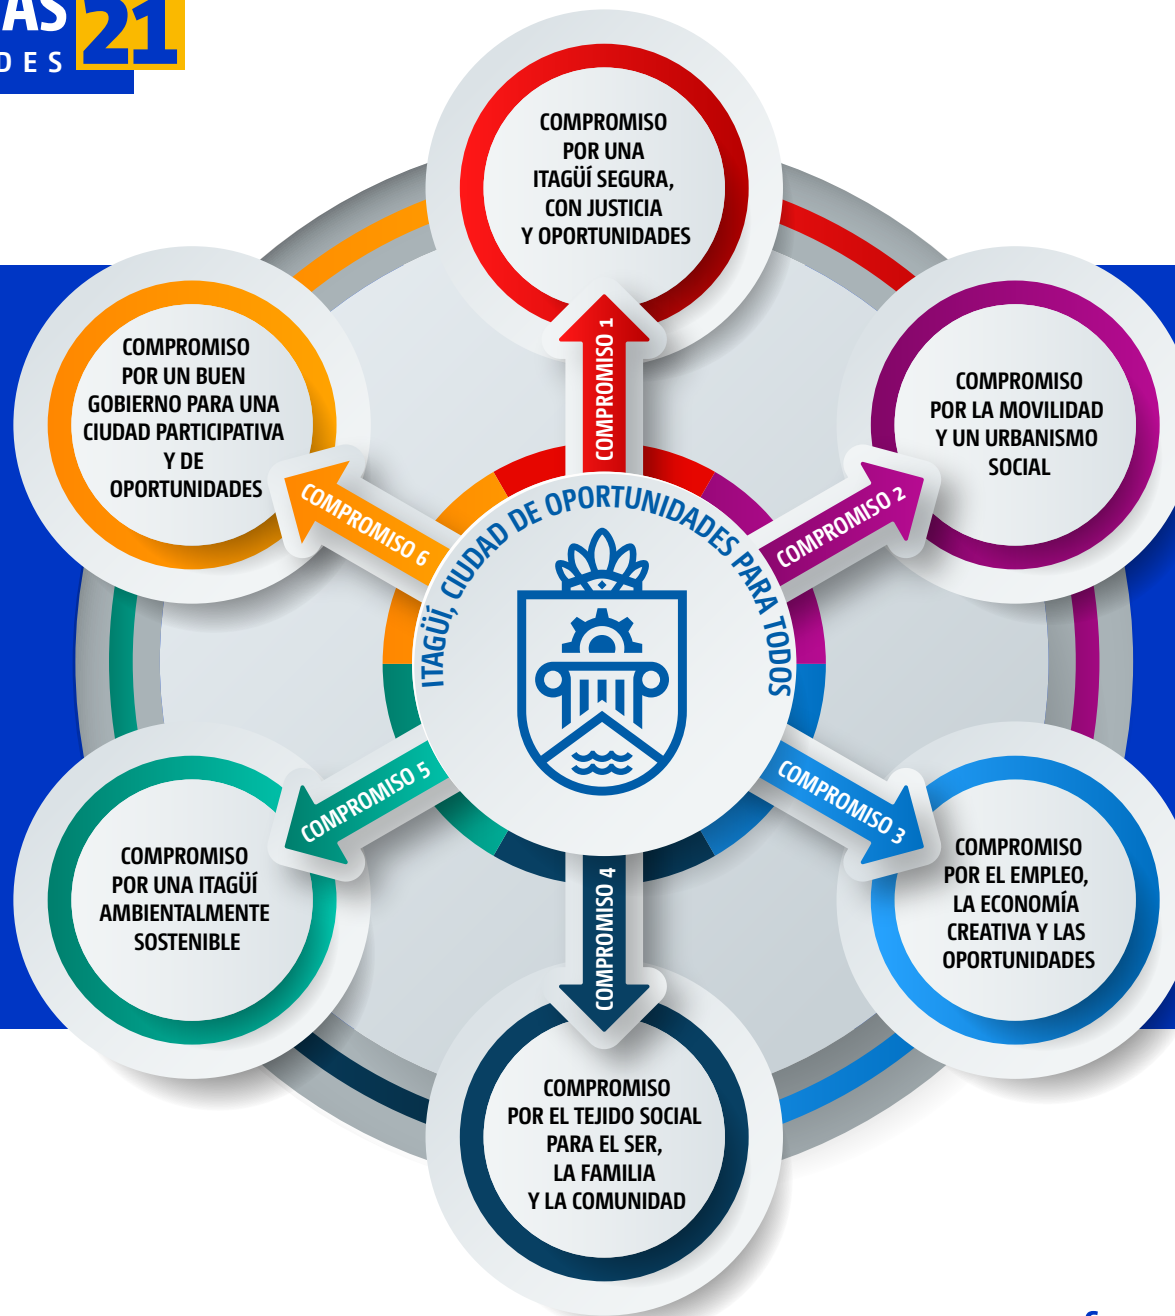 AS 21
DES
COMPROMISO
POR UNA
ITAGÜÍ SEGURA,
CON JUSTICIA
Y OPORTUNIDADES
COMPROMISO 1
COMPROMISO
POR LA MOVILIDAD
Y UN URBANISMO
SOCIAL
COMPROMISO 2
COMPROMISO
POR EL EMPLEO,
LA ECONOMÍA
CREATIVA Y LAS
OPORTUNIDADES
COMPROMISO 3
COMPROMISO
POR EL TEJIDO SOCIAL
PARA EL SER,
LA FAMILIA
Y LA COMUNIDAD
COMPROMISO 4
COMPROMISO
POR UNA ITAGÜÍ
AMBIENTALMENTE
SOSTENIBLE
COMPROMISO 5
COMPROMISO
POR UN BUEN
GOBIERNO PARA UNA
CIUDAD PARTICIPATIVA
Y DE
OPORTUNIDADES
COMPROMISO 6
ITAGÜÍ, CIUDAD DE OPORTUNIDADES PARA TODOS